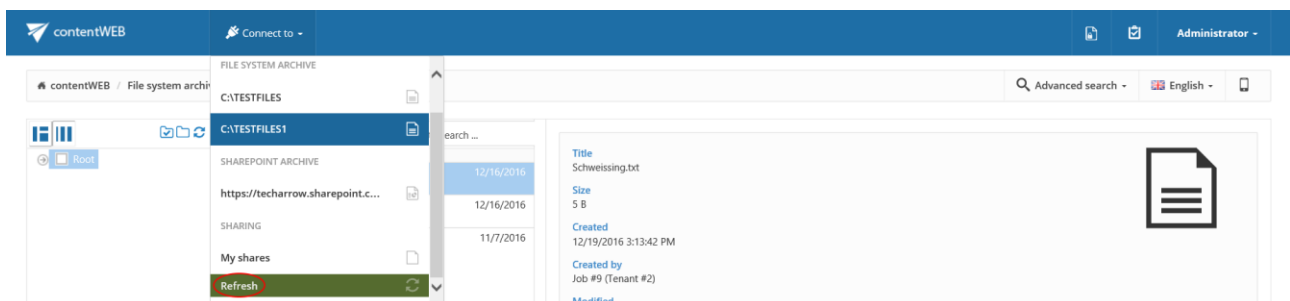 contentWEB
Connect to
Administrator
contentWEB / File system archi
Advanced search
English
FILE SYSTEM ARCHIVE
C:\TESTFILES
C:\TESTFILES1
SHAREPOINT ARCHIVE
https://techarrow.sharepoint.c...
SHARING
My shares
Refresh
Root
earch ...
12/16/2016
12/16/2016
11/7/2016
Title
Schweissing.txt
Size
5 B
Created
12/19/2016 3:13:42 PM
Created by
Job #9 (Tenant #2)
Modified